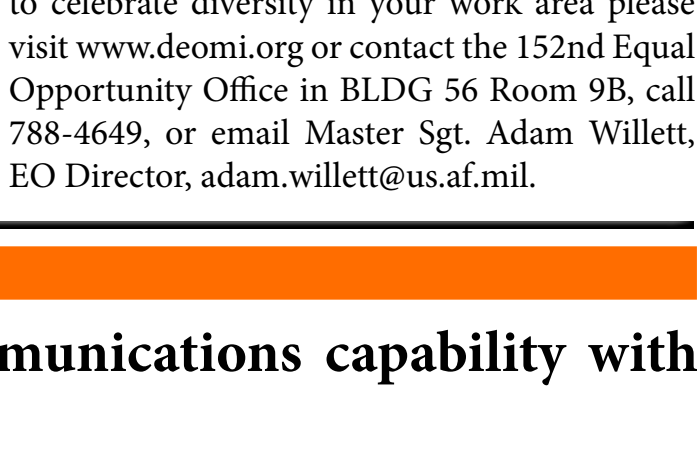 to celebrate diversity in your work area please
visit www.deomi.org or contact the 152nd Equal
Opportunity Office in BLDG 56 Room 9B, call
788-4649, or email Master Sgt. Adam Willett,
EO Director, adam.willett@us.af.mil.
munications capability with